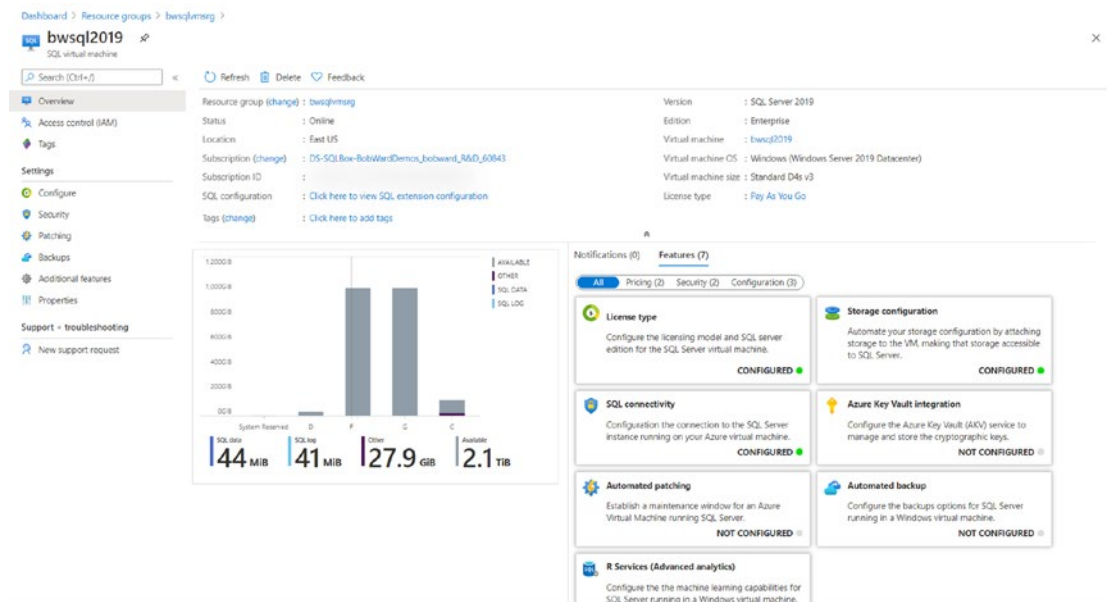 Dashboard > Resource groups > bwsqlvmsrg >
bwsql2019
SQL virtual machine
Search (Ctrl+/)
Overview
Access control (IAM)
Tags
Settings
Configure
Security
Patching
Backups
Additional features
Properties
Support + troubleshooting
New support request
Refresh Delete Feedback
Resource group (change) : bwsqlvmsrg
Status : Online
Location : East US
Subscription (change) : DS-SQLBox-BobWardDemos_bobward_R&D_60843
Subscription ID :
SQL configuration : Click here to view SQL extension configuration
Tags (change) : Click here to add tags
Version : SQL Server 2019
Edition : Enterprise
Virtual machine : bwsql2019
Virtual machine OS : Windows (Windows Server 2019 Datacenter)
Virtual machine size : Standard D4s v3
License type : Pay As You Go
1,200GiB
1,000GiB
800GiB
600GiB
400GiB
200GiB
0GiB
System Reserved D F G C
AVAILABLE
OTHER
SQL DATA
SQL LOG
SQL data
44 MiB
SQL log
41 MiB
Other
27.9 GiB
Available
2.1 TiB
Notifications (0) Features (7)
All Pricing (2) Security (2) Configuration (3)
License type
Configure the licensing model and SQL server
edition for the SQL Server virtual machine.
CONFIGURED
Storage configuration
Automate your storage configuration by attaching
storage to the VM, making that storage accessible
to SQL Server.
CONFIGURED
SQL connectivity
Configuration the connection to the SQL Server
instance running on your Azure virtual machine.
CONFIGURED
Azure Key Vault integration
Configure the Azure Key Vault (AKV) service to
manage and store the cryptographic keys.
NOT CONFIGURED
Automated patching
Establish a maintenance window for an Azure
Virtual Machine running SQL Server.
NOT CONFIGURED
Automated backup
Configure the backups options for SQL Server
running in a Windows virtual machine.
NOT CONFIGURED
R Services (Advanced analytics)
Configure the the machine learning capabilities for
SQL Server running in a Windows virtual machine.